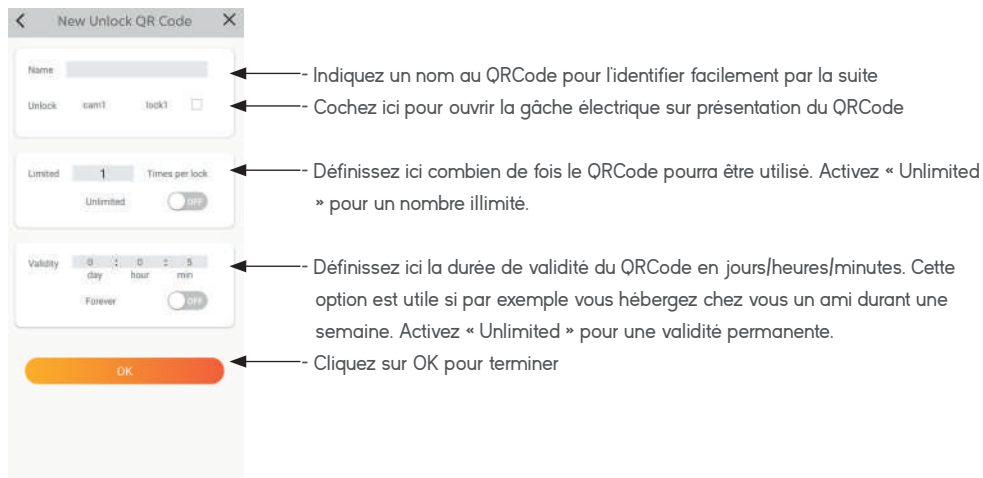 New Unlock QR Code
Name
- Indiquez un nom au QRCode pour l'identifier facilement par la suite
Unlock cam1 lock1
- Cochez ici pour ouvrir la gâche électrique sur présentation du QRCode
Limited 1 Times per lock
- Définissez ici combien de fois le QRCode pourra être utilisé. Activez « Unlimited
» pour un nombre illimité.
Unlimited OFF
Validity 0 : 0 : 5
day hour min
- Définissez ici la durée de validité du QRCode en jours/heures/minutes. Cette
option est utile si par exemple vous hébergez chez vous un ami durant une
semaine. Activez « Unlimited » pour une validité permanente.
Forever OFF
OK
- Cliquez sur OK pour terminer